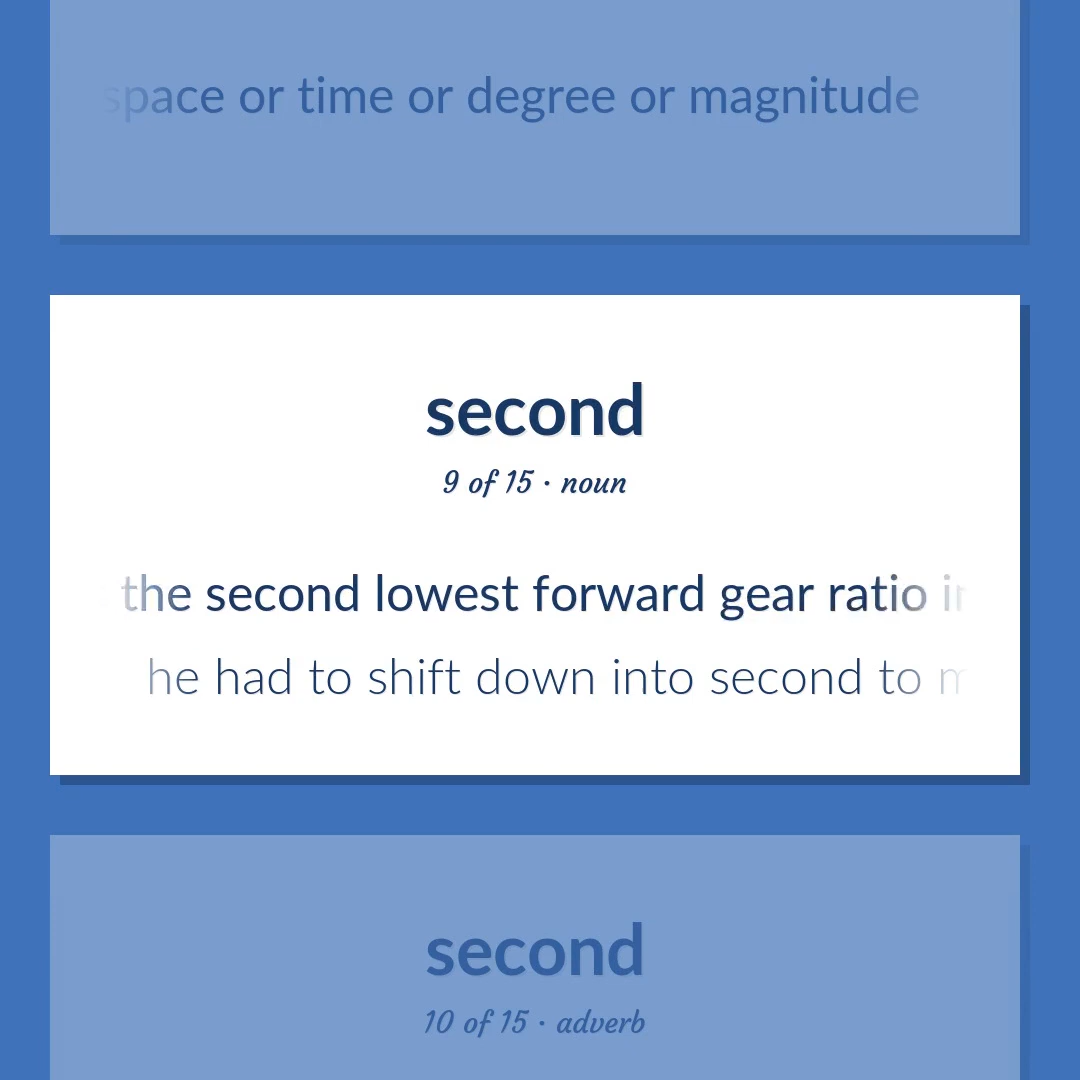 space or time or degree or magnitude
second
9 of 15 · noun
the second lowest forward gear ratio
he had to shift down into second to
second
10 of 15 · adverb